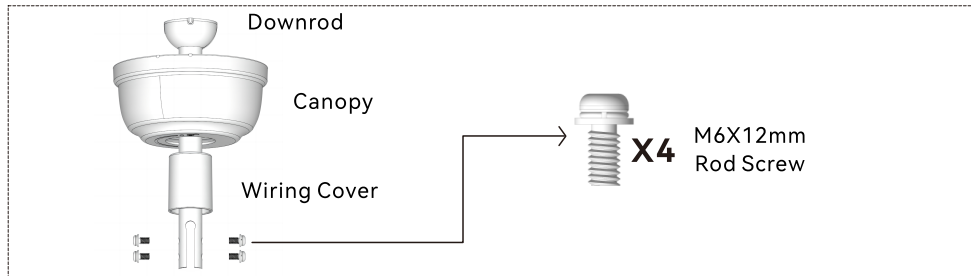 Downrod
Canopy
Wiring Cover
X4
M6X12mm
Rod Screw